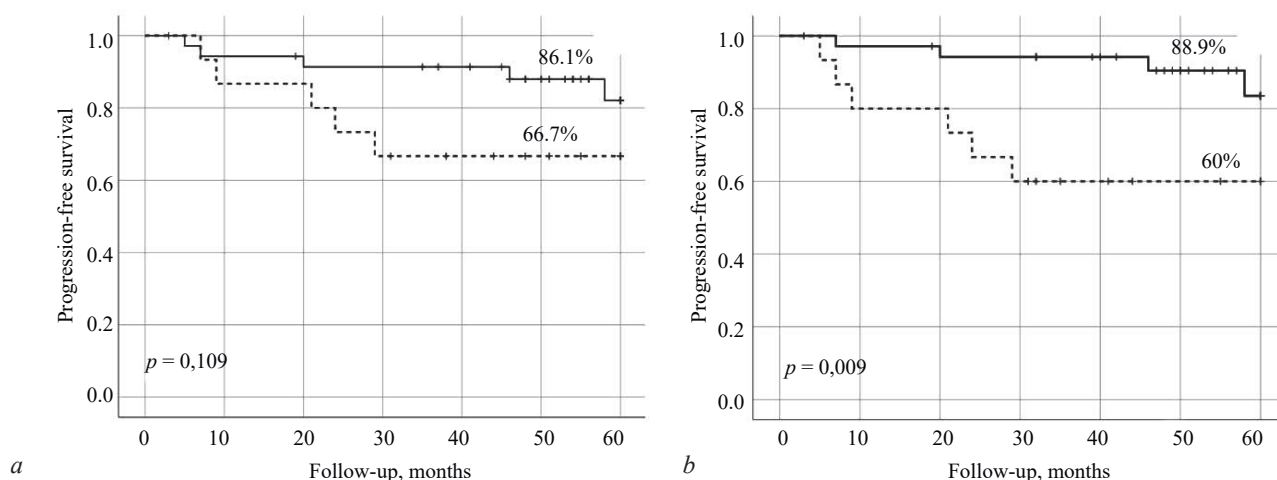 1.0
0.8
0.6
0.4
0.2
0.0
Progression-free survival
86.1%
66.7%
p = 0,109
0 10 20 30 40 50 60
Follow-up, months
a
1.0
0.8
0.6
0.4
0.2
0.0
Progression-free survival
88.9%
60%
p = 0,009
0 10 20 30 40 50 60
Follow-up, months
b